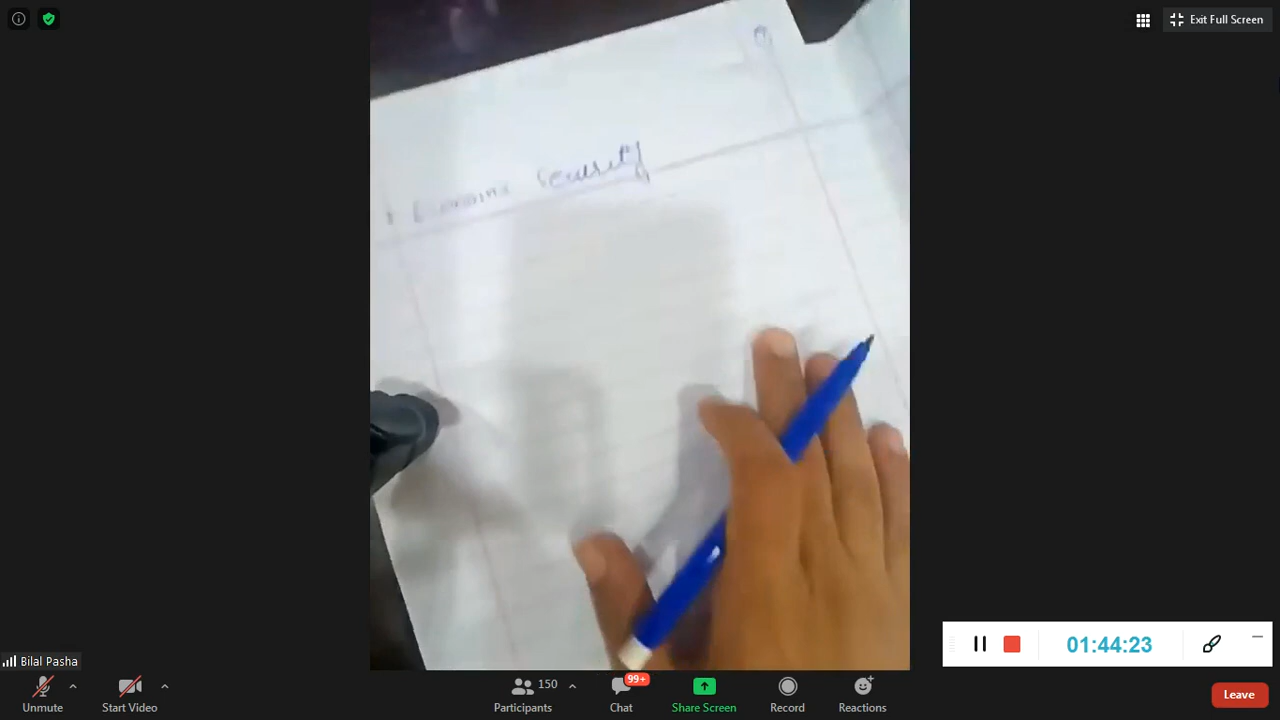 Exit Full Screen
Economic Security
01:44:23
Bilal Pasha
Unmute
Start Video
150
Participants
99+
Chat
Share Screen
Record
Reactions
Leave